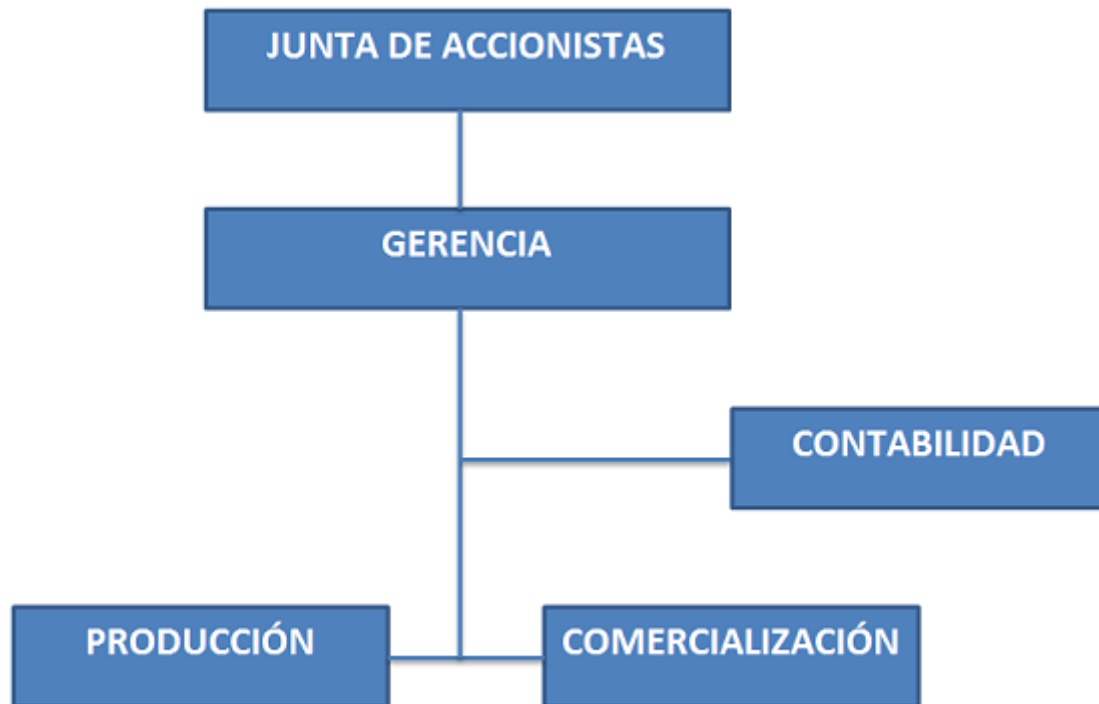 JUNTA DE ACCIONISTAS
GERENCIA
CONTABILIDAD
PRODUCCIÓN
COMERCIALIZACIÓN